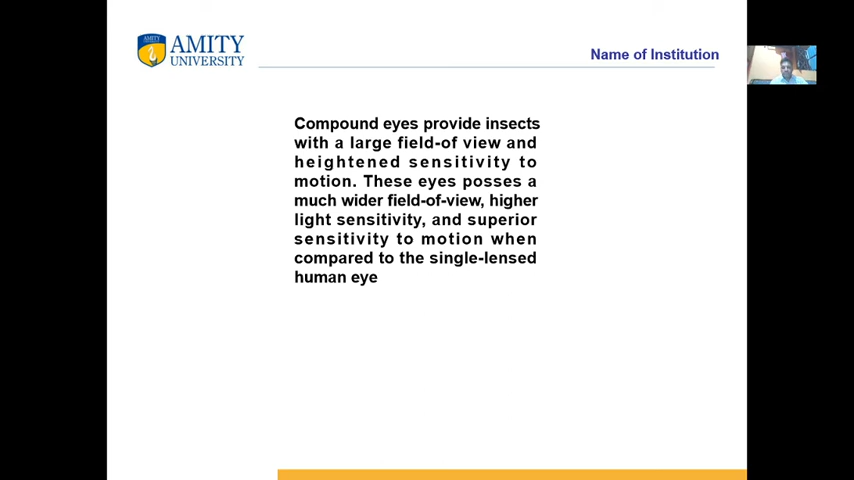 AMITY
AMITY
UNIVERSITY
Name of Institution
Compound eyes provide insects
with a large field-of view and
heightened sensitivity to
motion. These eyes posses a
much wider field-of-view, higher
light sensitivity, and superior
sensitivity to motion when
compared to the single-lensed
human eye